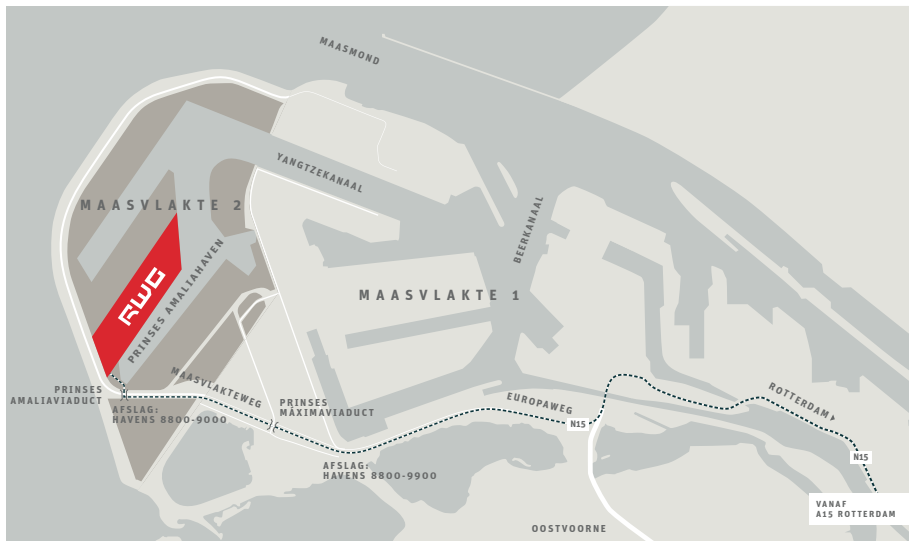 MAASMOND
YANGTZEKANAAL
MAASVLAKTE 2
BEERKANAAL
RWG
PRINSES AMALIAHAVEN
MAASVLAKTE 1
MAASVLAKTEWEG
PRINSES
AMALIAVIADUCT
AFSLAG:
HAVENS 8800-9000
PRINSES
MÁXIMAVIADUCT
EUROPAWEG
N15
ROTTERDAM
N15
AFSLAG:
HAVENS 8800-9900
VANAF
A15 ROTTERDAM
OOSTVOORNE